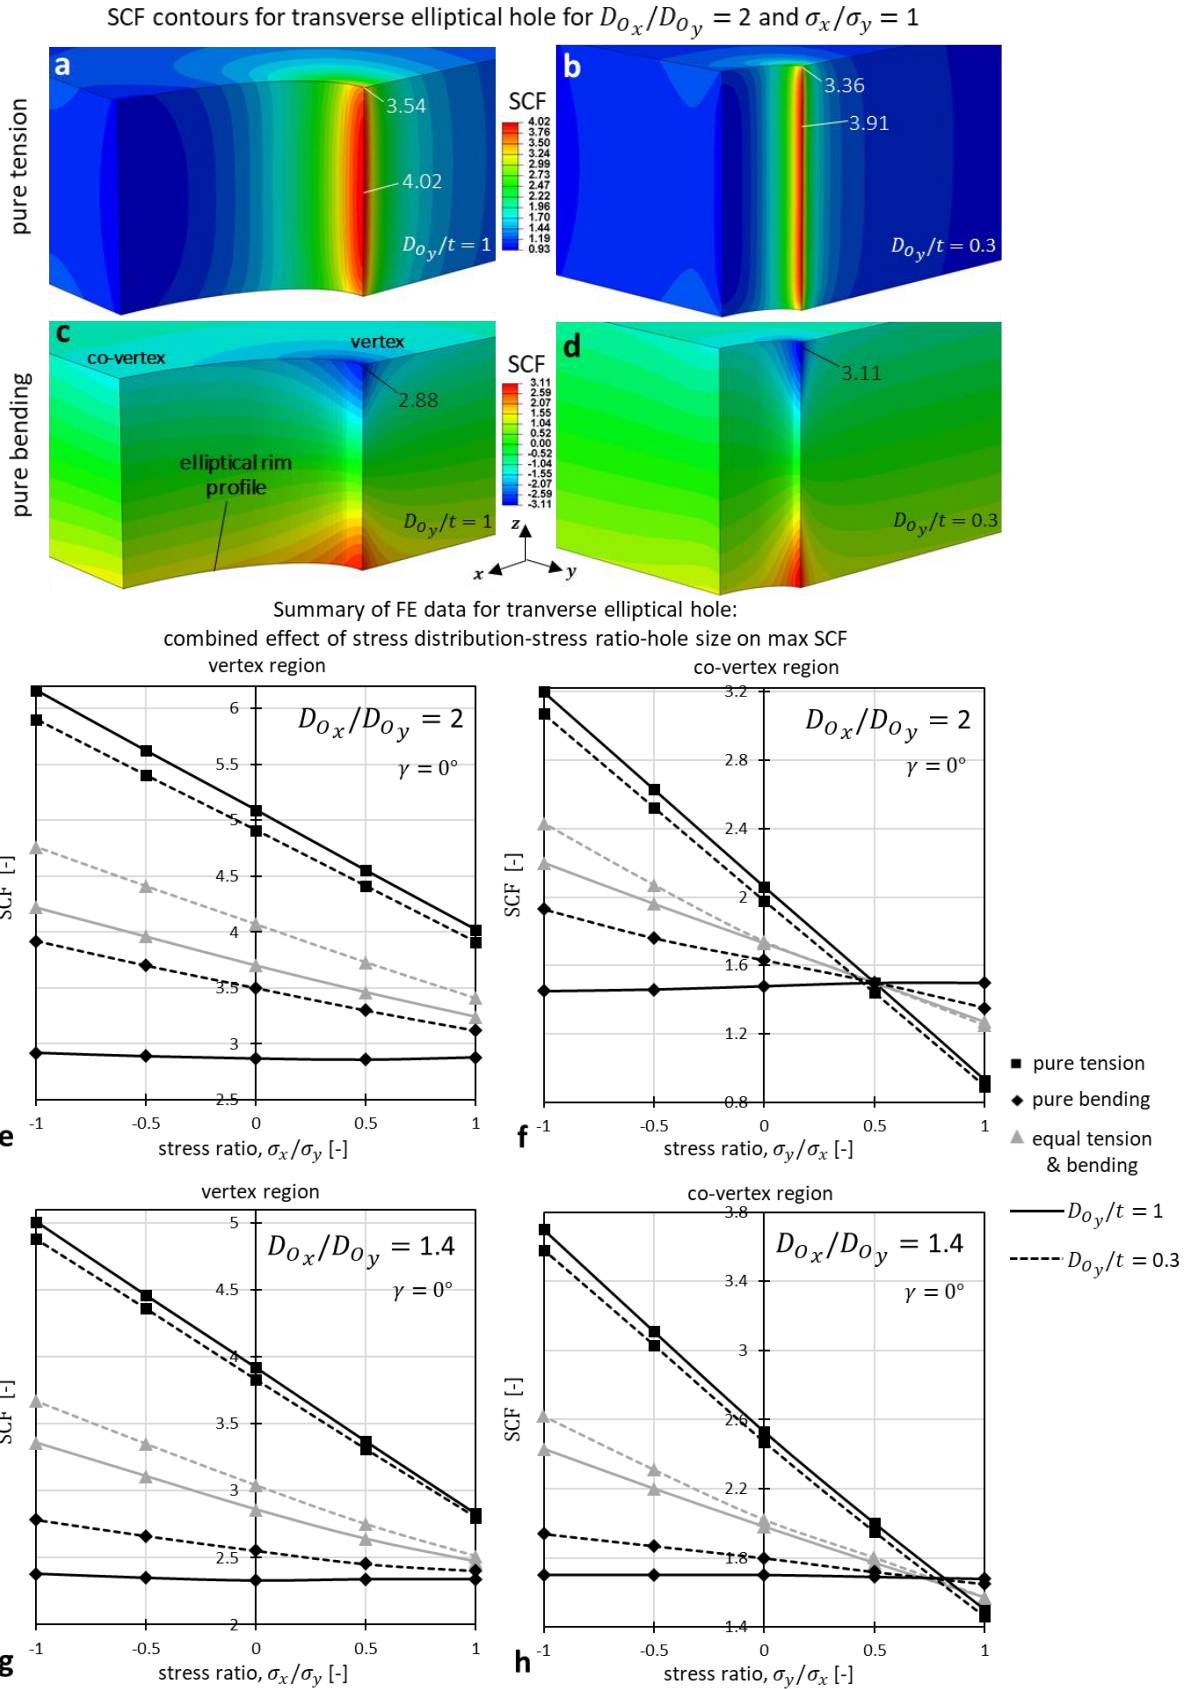 SCF contours for transverse elliptical hole for D_Ox/D_Oy = 2 and σx/σy = 1
pure tension
a
3.54
4.02
D_Oy/t = 1
SCF
4.02
3.76
3.50
3.24
2.99
2.73
2.47
2.22
1.96
1.70
1.44
1.19
0.93
b
3.36
3.91
D_Oy/t = 0.3
pure bending
c
co-vertex
vertex
2.88
elliptical rim
profile
D_Oy/t = 1
SCF
3.11
2.59
2.07
1.55
1.04
0.52
0.00
-0.52
-1.04
-1.55
-2.07
-2.59
-3.11
z
x
y
d
3.11
D_Oy/t = 0.3
Summary of FE data for tranverse elliptical hole:
combined effect of stress distribution-stress ratio-hole size on max SCF
vertex region
D_Ox/D_Oy = 2
γ = 0°
SCF [-]
6
5.5
5
4.5
4
3.5
3
2.5
-1 -0.5 0 0.5 1
e
stress ratio, σx/σy [-]
co-vertex region
D_Ox/D_Oy = 2
γ = 0°
SCF [-]
3.2
2.8
2.4
2
1.6
1.2
0.8
-1 -0.5 0 0.5 1
f
stress ratio, σy/σx [-]
pure tension
pure bending
equal tension
& bending
D_Oy/t = 1
D_Oy/t = 0.3
vertex region
D_Ox/D_Oy = 1.4
γ = 0°
SCF [-]
5
4.5
4
3.5
3
2.5
2
-1 -0.5 0 0.5 1
g
stress ratio, σx/σy [-]
co-vertex region
D_Ox/D_Oy = 1.4
γ = 0°
SCF [-]
3.8
3.4
3
2.6
2.2
1.8
1.4
-1 -0.5 0 0.5 1
h
stress ratio, σy/σx [-]